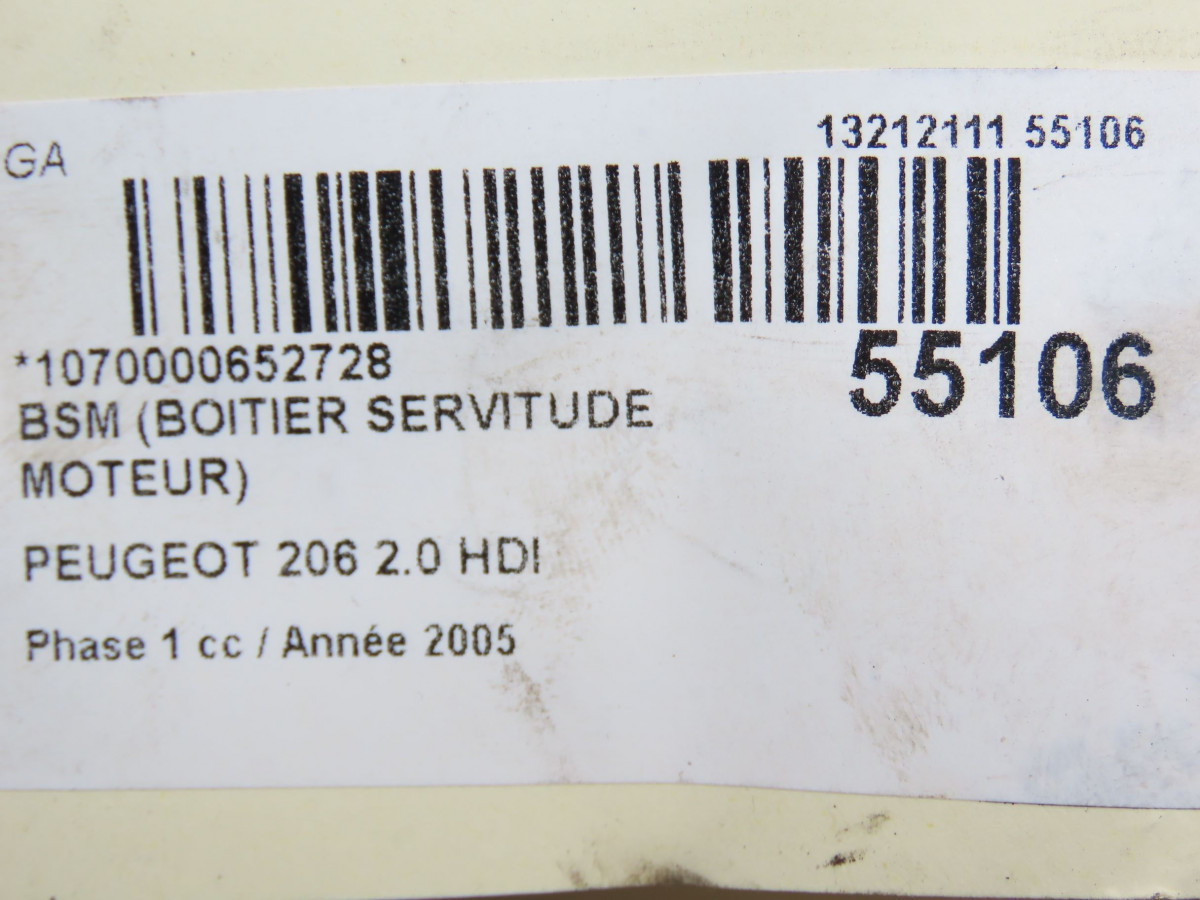 13212111 55106
GA
*1070000652728
55106
BSM (BOITIER SERVITUDE
MOTEUR)
PEUGEOT 206 2.0 HDI
Phase 1 cc / Année 2005